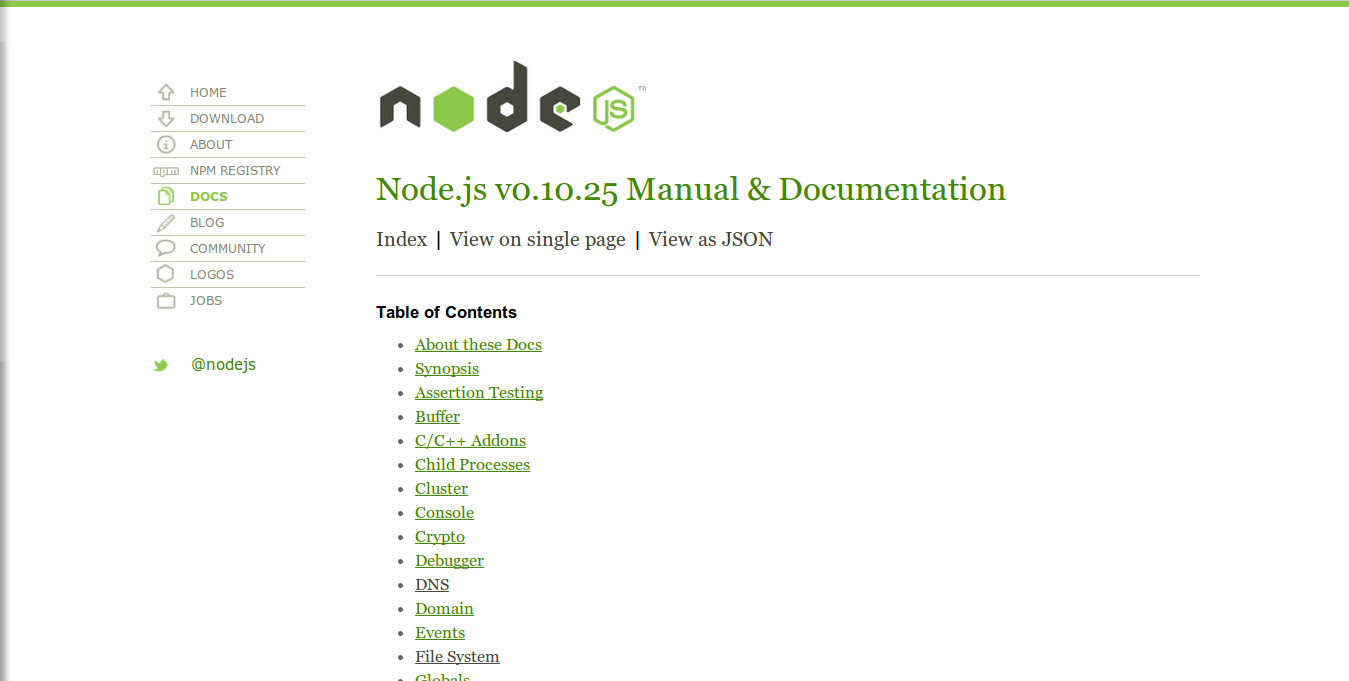 HOME
DOWNLOAD
ABOUT
NPM REGISTRY
DOCS
BLOG
COMMUNITY
LOGOS
JOBS
@nodejs
node JS TM
Node.js v0.10.25 Manual & Documentation
Index | View on single page | View as JSON
Table of Contents
About these Docs
Synopsis
Assertion Testing
Buffer
C/C++ Addons
Child Processes
Cluster
Console
Crypto
Debugger
DNS
Domain
Events
File System
Globals